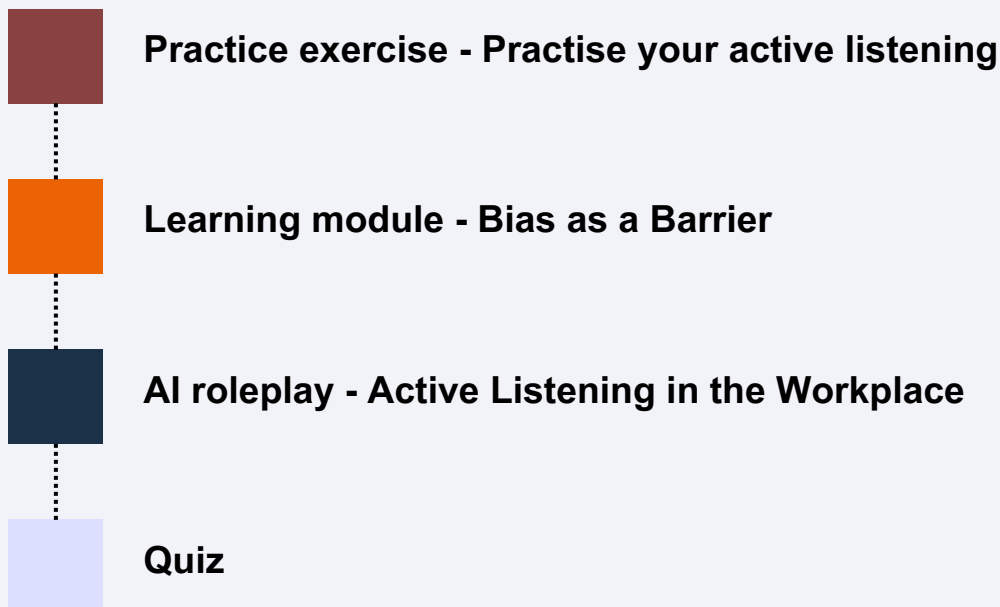 Practice exercise - Practise your active listening
Learning module - Bias as a Barrier
AI roleplay - Active Listening in the Workplace
Quiz